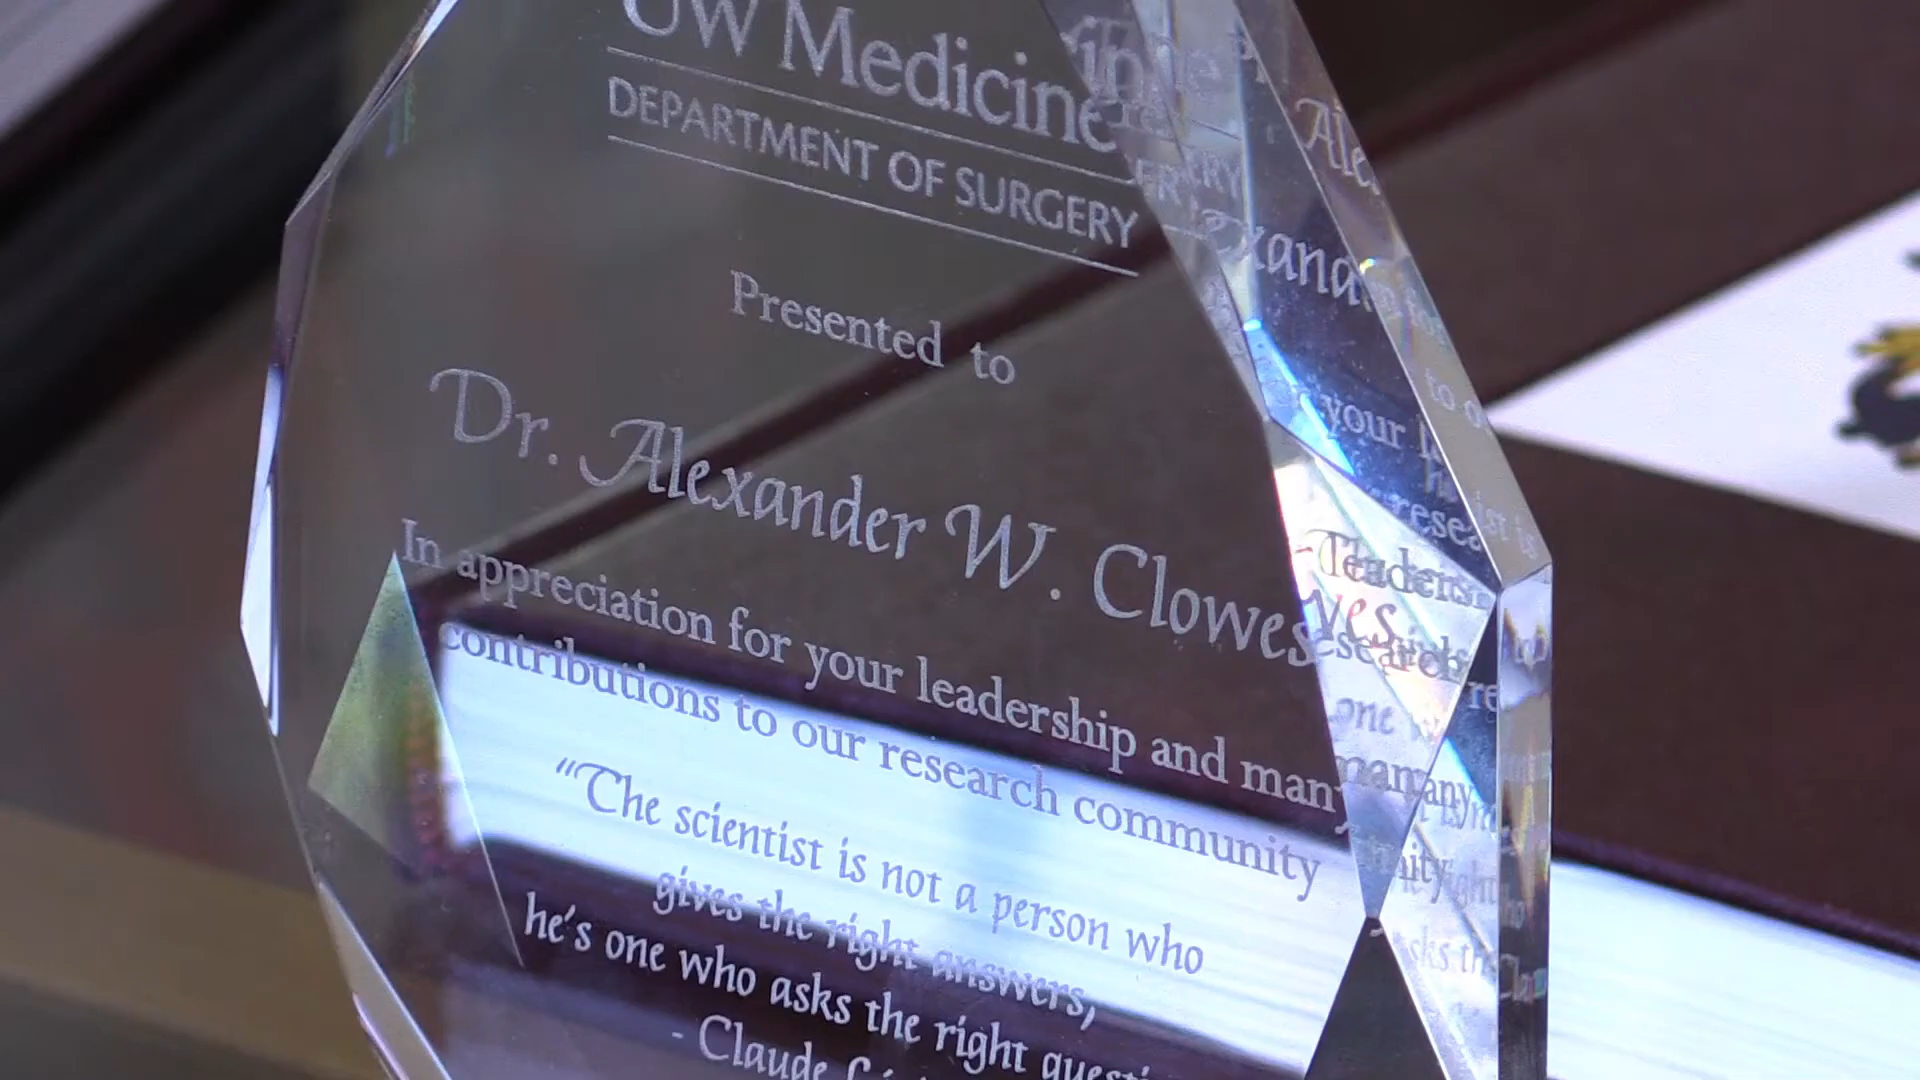 UW Medicine
DEPARTMENT OF SURGERY
Presented to
Dr. Alexander W. Clowes
In appreciation for your leadership and many
contributions to our research community
“The scientist is not a person who
gives the right answers,
he's one who asks the right
- Claude